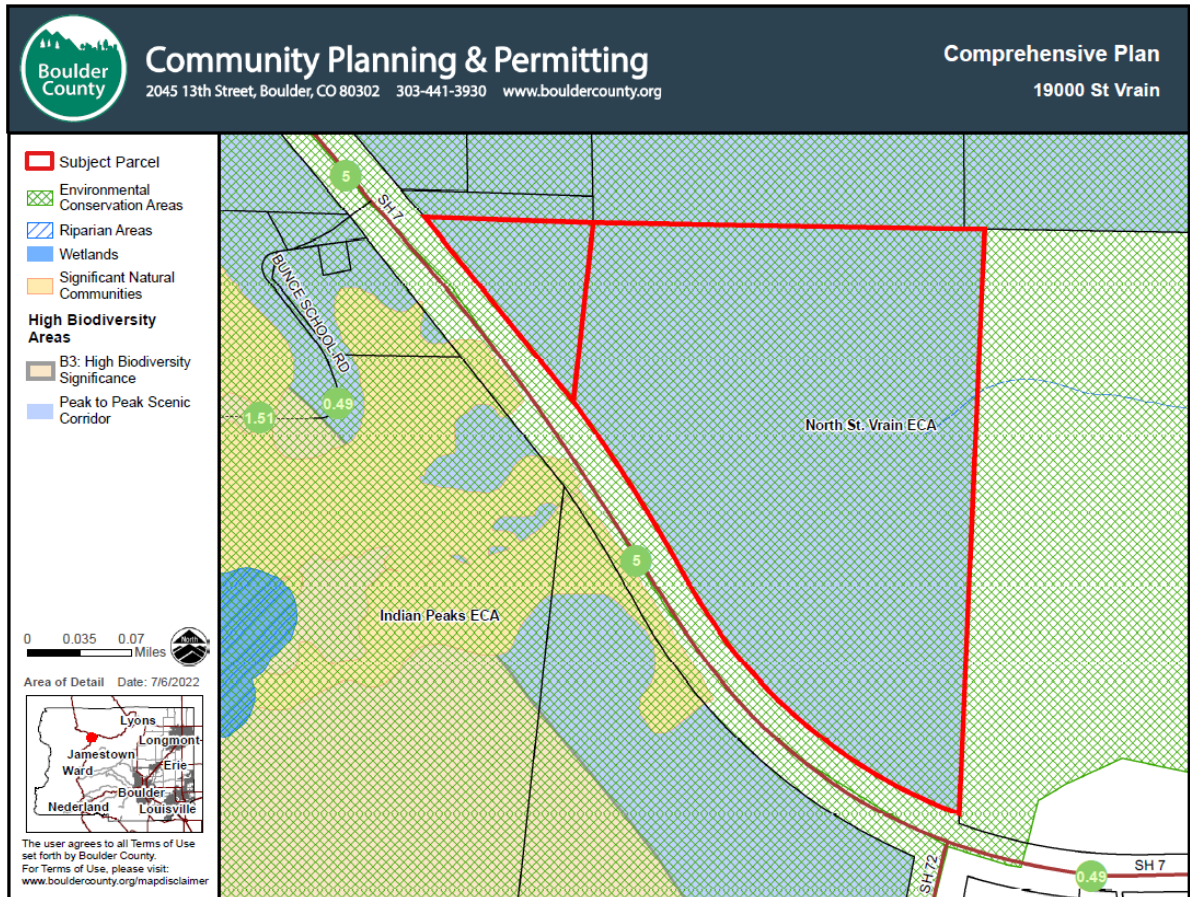 Boulder
County
Community Planning & Permitting
2045 13th Street, Boulder, CO 80302 303-441-3930 www.bouldercounty.org
Comprehensive Plan
19000 St Vrain
Subject Parcel
Environmental
Conservation Areas
Riparian Areas
Wetlands
Significant Natural
Communities
High Biodiversity
Areas
B3: High Biodiversity
Significance
Peak to Peak Scenic
Corridor
0 0.035 0.07
Miles
North
Area of Detail Date: 7/6/2022
Lyons
Longmont
Jamestown
Ward
Erie
Boulder
Nederland
Louisville
The user agrees to all Terms of Use
set forth by Boulder County.
For Terms of Use, please visit:
www.bouldercounty.org/mapdisclaimer
5
SH 7
BUNCE SCHOOL RD
1.51
0.49
North St. Vrain ECA
5
Indian Peaks ECA
SH 72
0.49
SH 7